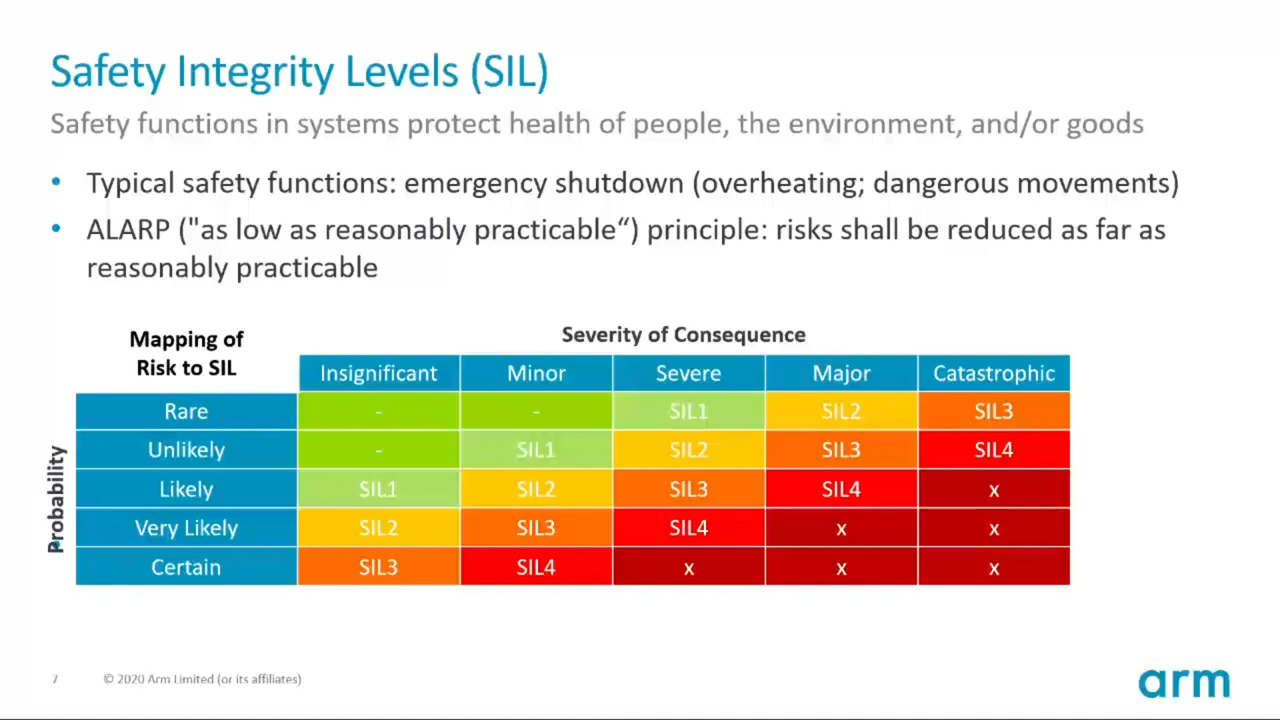 Safety Integrity Levels (SIL)
Safety functions in systems protect health of people, the environment, and/or goods
• Typical safety functions: emergency shutdown (overheating; dangerous movements)
• ALARP ("as low as reasonably practicable“) principle: risks shall be reduced as far as
reasonably practicable
Mapping of
Risk to SIL
Severity of Consequence
Insignificant Minor Severe Major Catastrophic
Probability
Rare - - SIL1 SIL2 SIL3
Unlikely - SIL1 SIL2 SIL3 SIL4
Likely SIL1 SIL2 SIL3 SIL4 x
Very Likely SIL2 SIL3 SIL4 x x
Certain SIL3 SIL4 x x x
7 © 2020 Arm Limited (or its affiliates)
arm